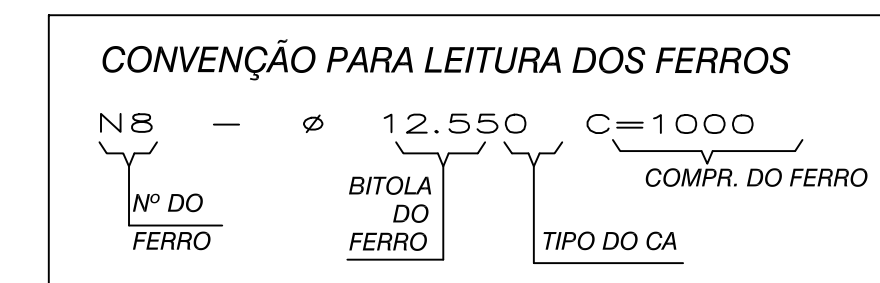 CONVENÇÃO PARA LEITURA DOS FERROS
N8 – ø 12.550 C=1000
Nº DO
FERRO
BITOLA
DO
FERRO
TIPO DO CA
COMPR. DO FERRO